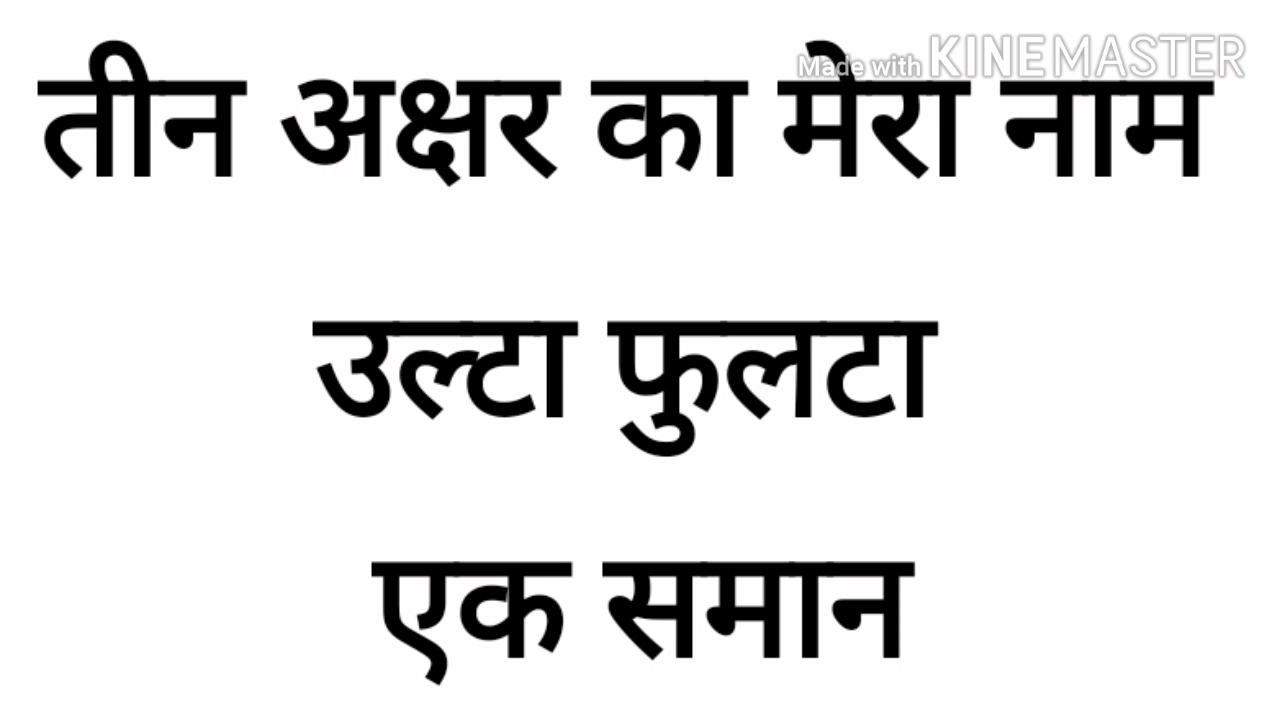 Made with KINEMASTER
तीन अक्षर का मेरा नाम
उल्टा फुलटा
एक समान